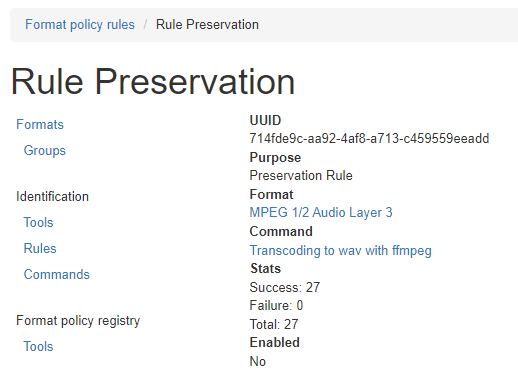 Format policy rules / Rule Preservation
Rule Preservation
Formats
Groups
Identification
Tools
Rules
Commands
Format policy registry
Tools
UUID
714fde9c-aa92-4af8-a713-c459559eeadd
Purpose
Preservation Rule
Format
MPEG 1/2 Audio Layer 3
Command
Transcoding to wav with ffmpeg
Stats
Success: 27
Failure: 0
Total: 27
Enabled
No